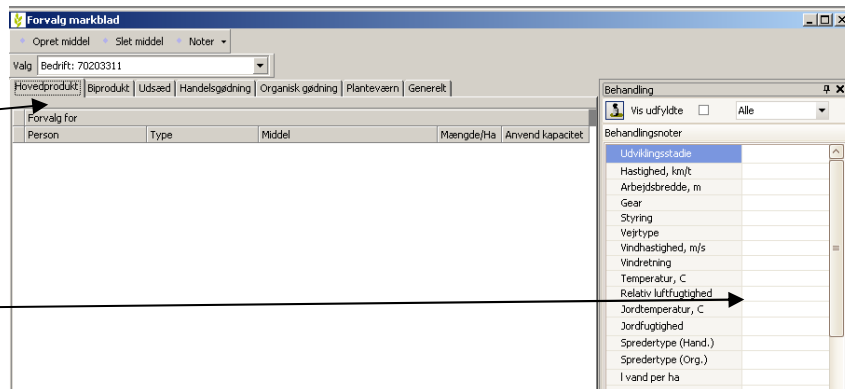 Forvalg markblad
Opret middel Slet middel Noter
Valg Bedrift: 70203311
Hovedprodukt Biprodukt Udsæd Handelsgødning Organisk gødning Planteværn Generelt
Forvalg for
Person Type Middel Mængde/Ha Anvend kapacitet
Behandling
Vis udfyldte Alle
Behandlingsnoter
Udviklingsstadie
Hastighed, km/t
Arbejdsbredde, m
Gear
Styring
Vejrtype
Vindhastighed, m/s
Vindretning
Temperatur, C
Relativ luftfugtighed
Jordtemperatur, C
Jordfugtighed
Spredertype (Hand.)
Spredertype (Org.)
l vand per ha